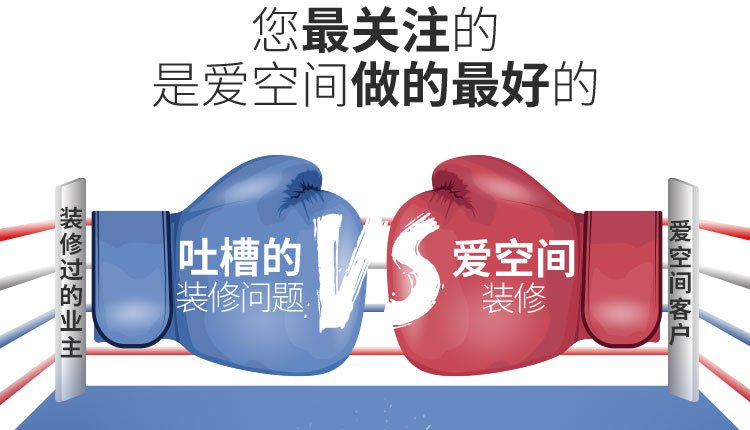 您最关注的
是爱空间做的最好的
装修过的业主
吐槽的
装修问题
VS
爱空间
装修
爱空间客户